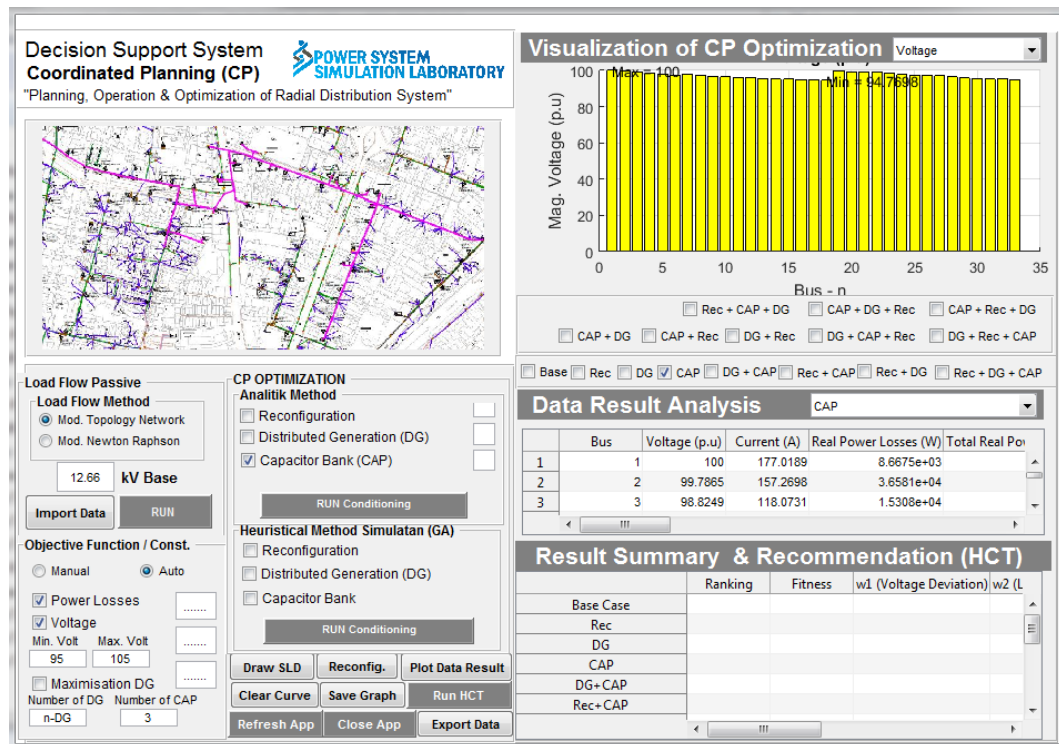 Decision Support System
Coordinated Planning (CP)
POWER SYSTEM
SIMULATION LABORATORY
"Planning, Operation & Optimization of Radial Distribution System"
Load Flow Passive
Load Flow Method
Mod. Topology Network
Mod. Newton Raphson
12.66 kV Base
Import Data RUN
Objective Function / Const.
Manual Auto
Power Losses .......
Voltage
Min. Volt Max. Volt .......
95 105
Maximisation DG .......
Number of DG Number of CAP
n-DG 3
CP OPTIMIZATION
Analitik Method
Reconfiguration
Distributed Generation (DG)
Capacitor Bank (CAP)
RUN Conditioning
Heuristical Method Simulatan (GA)
Reconfiguration
Distributed Generation (DG)
Capacitor Bank
RUN Conditioning
Draw SLD Reconfig. Plot Data Result
Clear Curve Save Graph Run HCT
Refresh App Close App Export Data
Visualization of CP Optimization Voltage
Max = 100
Min = 94.7698
Mag. Voltage (p.u)
100
80
60
40
20
0
0 5 10 15 20 25 30 35
Bus - n
Rec + CAP + DG CAP + DG + Rec CAP + Rec + DG
CAP + DG CAP + Rec DG + Rec DG + CAP + Rec DG + Rec + CAP
Base Rec DG CAP DG + CAP Rec + CAP Rec + DG Rec + DG + CAP
Data Result Analysis CAP
Bus Voltage (p.u) Current (A) Real Power Losses (W) Total Real Po
1 1 100 177.0189 8.6675e+03
2 2 99.7865 157.2698 3.6581e+04
3 3 98.8249 118.0731 1.5308e+04
Result Summary & Recommendation (HCT)
Ranking Fitness w1 (Voltage Deviation) w2 (L
Base Case
Rec
DG
CAP
DG+CAP
Rec+CAP